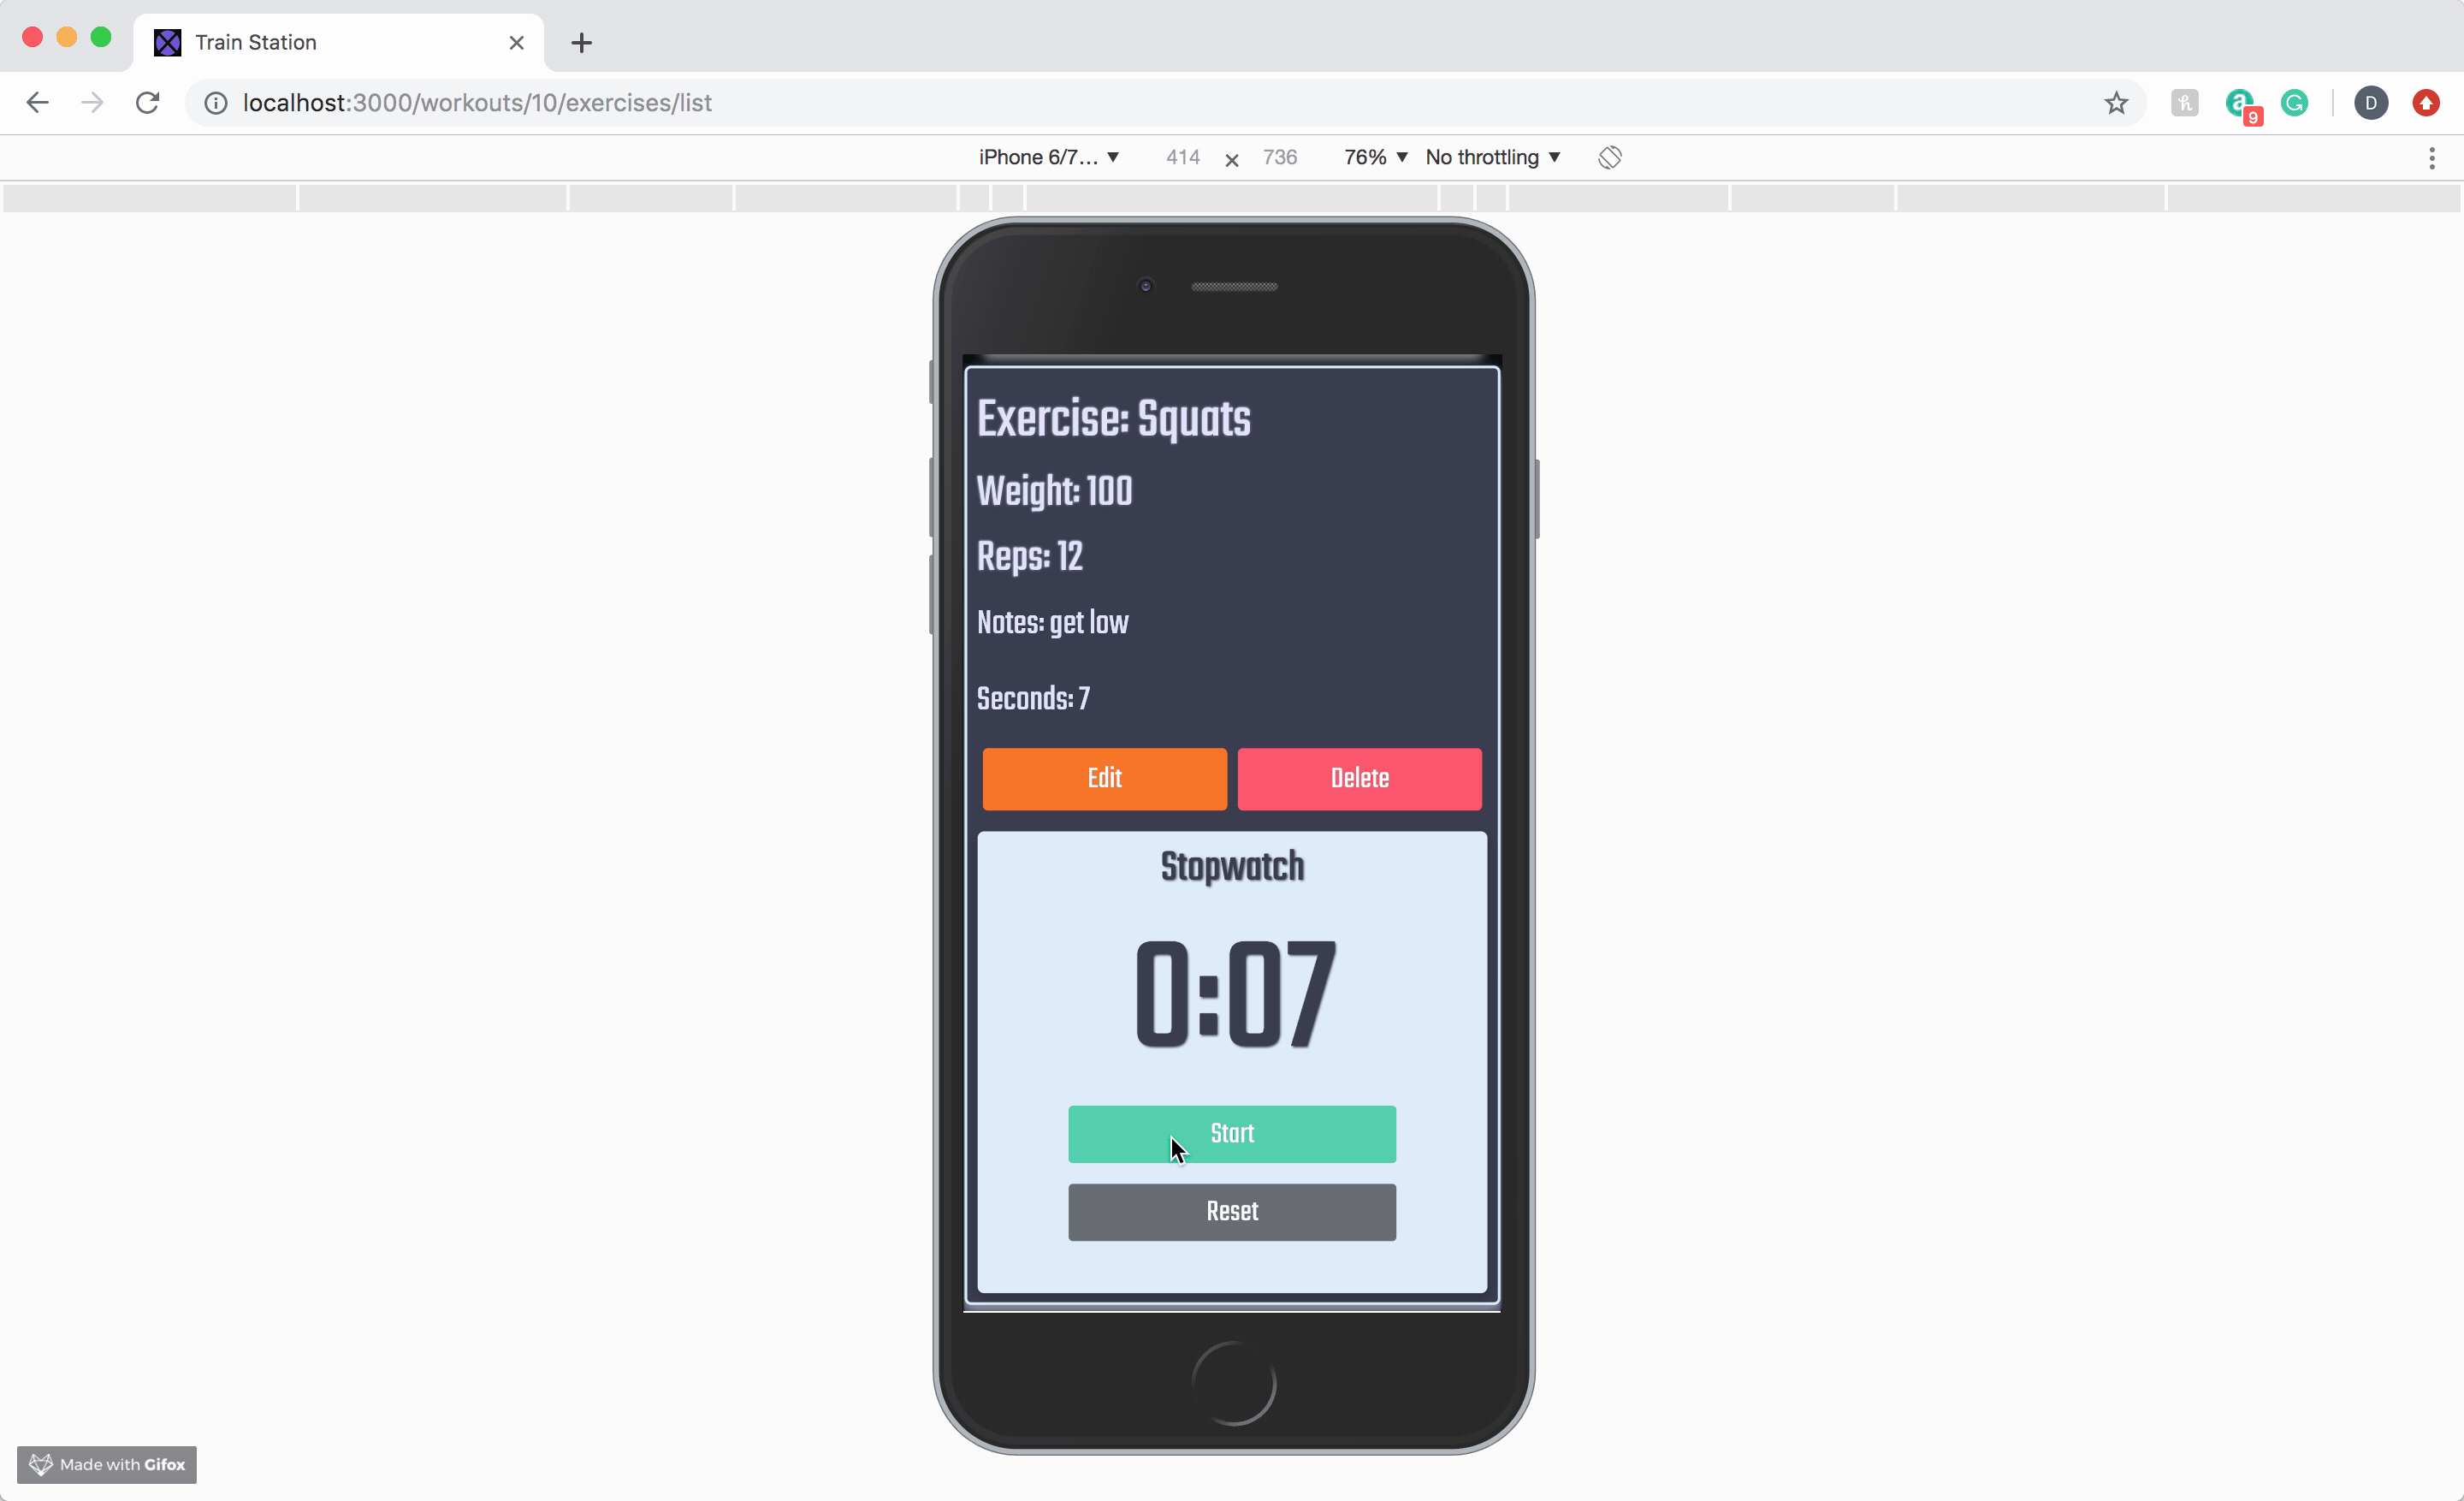 Train Station
localhost:3000/workouts/10/exercises/list
9
D
iPhone 6/7... 414 x 736 76% No throttling
Exercise: Squats
Weight: 100
Reps: 12
Notes: get low
Seconds: 7
Edit Delete
Stopwatch
0:07
Start
Reset
Made with Gifox